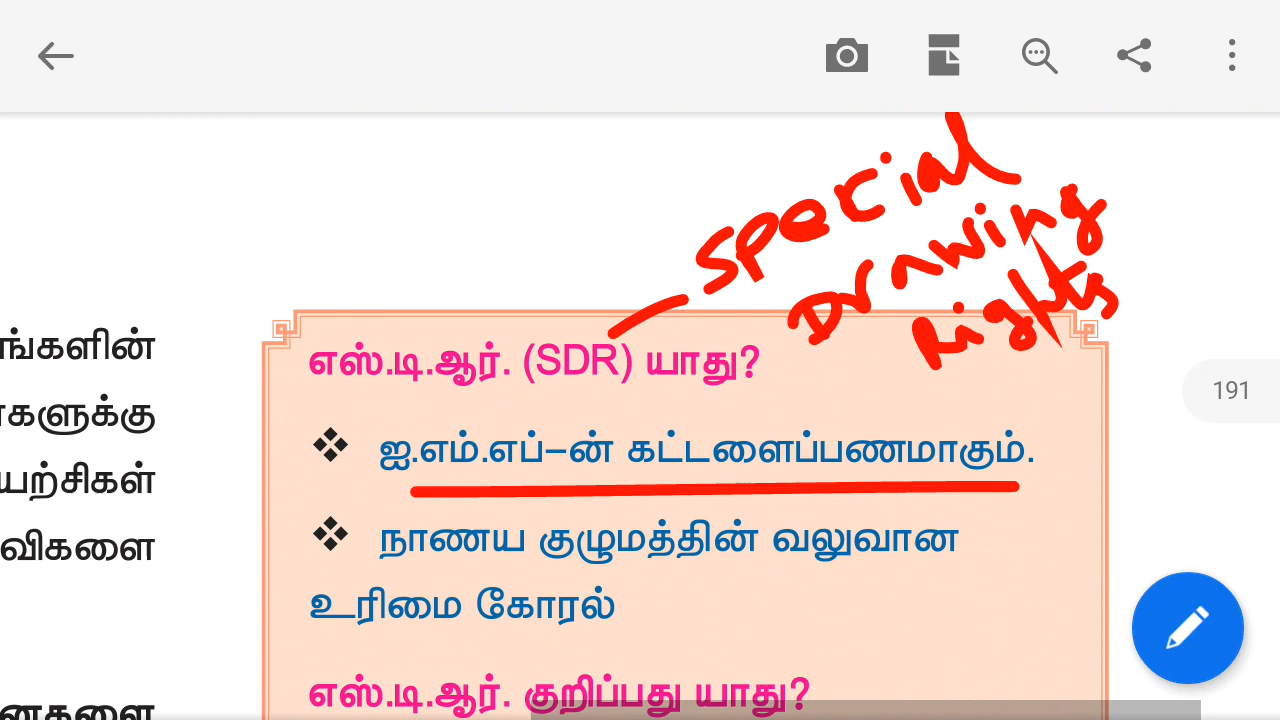 Special
Drawing
Rights
ங்களின்
எஸ்.டி.ஆர். (SDR) யாது?
களுக்கு
❖ ஐ.எம்.எப்–ன் கட்டளைப்பணமாகும்.
191
யற்சிகள்
❖ நாணய குழுமத்தின் வலுவான
விகளை
உரிமை கோரல்
எஸ்.டி.ஆர். குறிப்பது யாது?